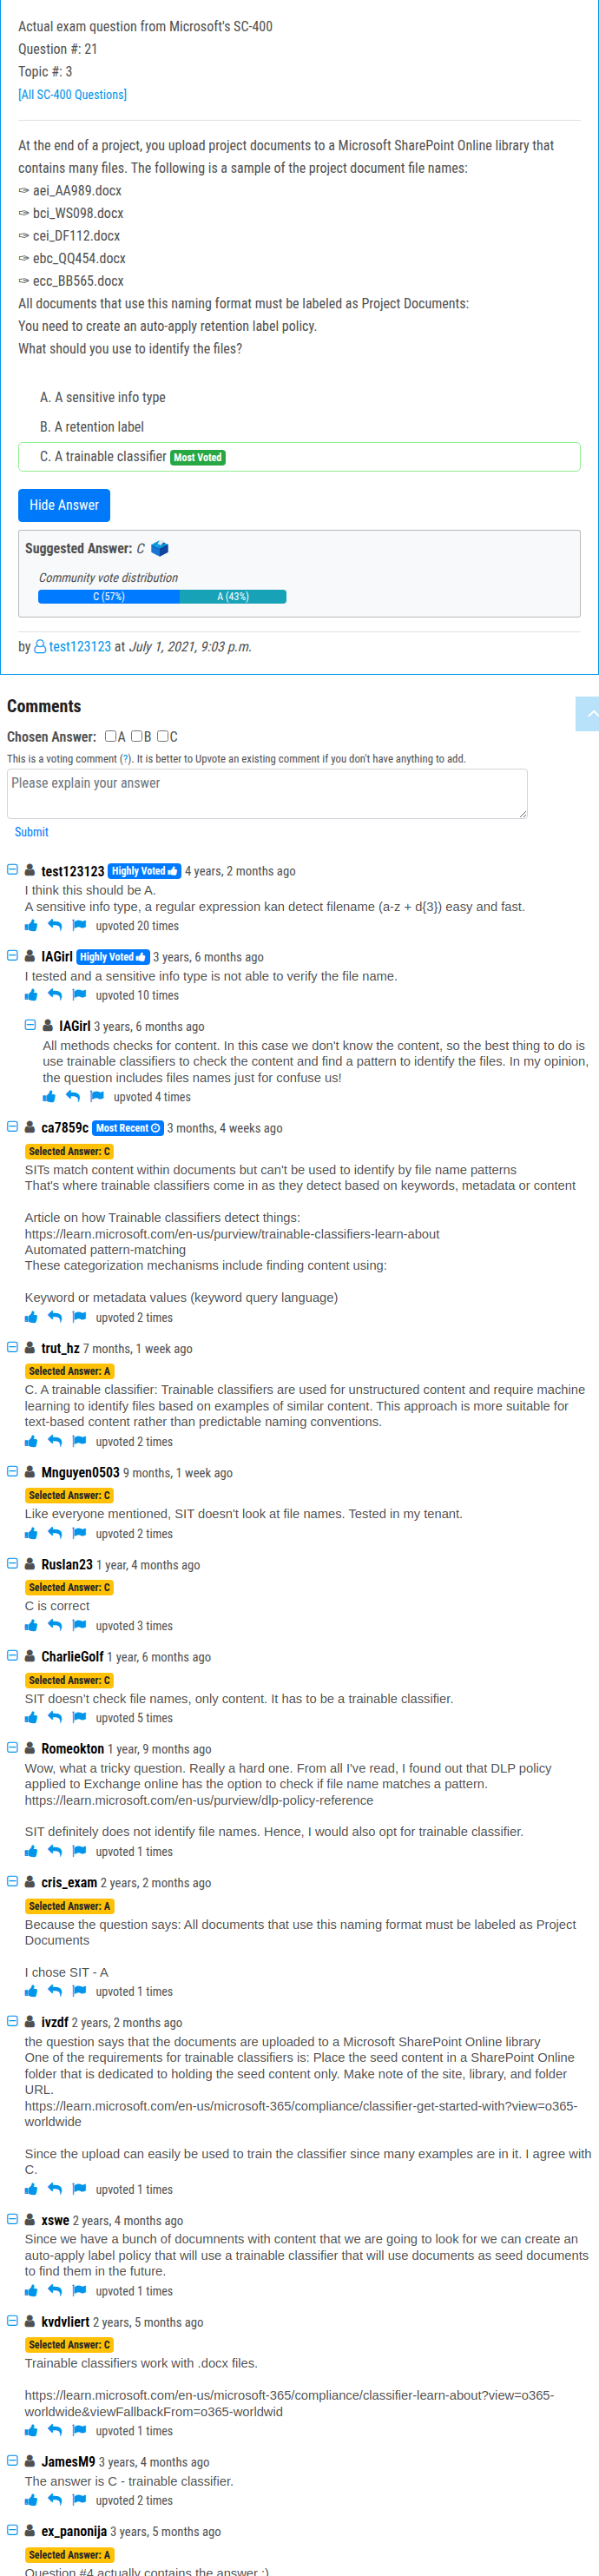 Actual exam question from Microsoft's SC-400
Question #: 21
Topic #: 3
[All SC-400 Questions]
At the end of a project, you upload project documents to a Microsoft SharePoint Online library that
contains many files. The following is a sample of the project document file names:
✑ aei_AA989.docx
✑ bci_WS098.docx
✑ cei_DF112.docx
✑ ebc_QQ454.docx
✑ ecc_BB565.docx
All documents that use this naming format must be labeled as Project Documents:
You need to create an auto-apply retention label policy.
What should you use to identify the files?
A. A sensitive info type
B. A retention label
C. A trainable classifier Most Voted
Hide Answer
Suggested Answer: C
Community vote distribution
C (57%) A (43%)
by test123123 at July 1, 2021, 9:03 p.m.
Comments
Chosen Answer: A B C
This is a voting comment (?). It is better to Upvote an existing comment if you don't have anything to add.
Please explain your answer
Submit
test123123 Highly Voted 4 years, 2 months ago
I think this should be A.
A sensitive info type, a regular expression kan detect filename (a-z + d{3}) easy and fast.
upvoted 20 times
IAGirl Highly Voted 3 years, 6 months ago
I tested and a sensitive info type is not able to verify the file name.
upvoted 10 times
IAGirl 3 years, 6 months ago
All methods checks for content. In this case we don't know the content, so the best thing to do is
use trainable classifiers to check the content and find a pattern to identify the files. In my opinion,
the question includes files names just for confuse us!
upvoted 4 times
ca7859c Most Recent 3 months, 4 weeks ago
Selected Answer: C
SITs match content within documents but can't be used to identify by file name patterns
That's where trainable classifiers come in as they detect based on keywords, metadata or content
Article on how Trainable classifiers detect things:
https://learn.microsoft.com/en-us/purview/trainable-classifiers-learn-about
Automated pattern-matching
These categorization mechanisms include finding content using:
Keyword or metadata values (keyword query language)
upvoted 2 times
trut_hz 7 months, 1 week ago
Selected Answer: A
C. A trainable classifier: Trainable classifiers are used for unstructured content and require machine
learning to identify files based on examples of similar content. This approach is more suitable for
text-based content rather than predictable naming conventions.
upvoted 2 times
Mnguyen0503 9 months, 1 week ago
Selected Answer: C
Like everyone mentioned, SIT doesn't look at file names. Tested in my tenant.
upvoted 2 times
Ruslan23 1 year, 4 months ago
Selected Answer: C
C is correct
upvoted 3 times
CharlieGolf 1 year, 6 months ago
Selected Answer: C
SIT doesn't check file names, only content. It has to be a trainable classifier.
upvoted 5 times
Romeokton 1 year, 9 months ago
Wow, what a tricky question. Really a hard one. From all I've read, I found out that DLP policy
applied to Exchange online has the option to check if file name matches a pattern.
https://learn.microsoft.com/en-us/purview/dlp-policy-reference
SIT definitely does not identify file names. Hence, I would also opt for trainable classifier.
upvoted 1 times
cris_exam 2 years, 2 months ago
Selected Answer: A
Because the question says: All documents that use this naming format must be labeled as Project
Documents
I chose SIT - A
upvoted 1 times
ivzdf 2 years, 2 months ago
the question says that the documents are uploaded to a Microsoft SharePoint Online library
One of the requirements for trainable classifiers is: Place the seed content in a SharePoint Online
folder that is dedicated to holding the seed content only. Make note of the site, library, and folder
URL.
https://learn.microsoft.com/en-us/microsoft-365/compliance/classifier-get-started-with?view=o365-
worldwide
Since the upload can easily be used to train the classifier since many examples are in it. I agree with
C.
upvoted 1 times
xswe 2 years, 4 months ago
Since we have a bunch of documnents with content that we are going to look for we can create an
auto-apply label policy that will use a trainable classifier that will use documents as seed documents
to find them in the future.
upvoted 1 times
kvdvliert 2 years, 5 months ago
Selected Answer: C
Trainable classifiers work with .docx files.
https://learn.microsoft.com/en-us/microsoft-365/compliance/classifier-learn-about?view=o365-
worldwide&viewFallbackFrom=o365-worldwid
upvoted 1 times
JamesM9 3 years, 4 months ago
The answer is C - trainable classifier.
upvoted 2 times
ex_panonija 3 years, 5 months ago
Selected Answer: A
Question #4 actually contains the answer :)